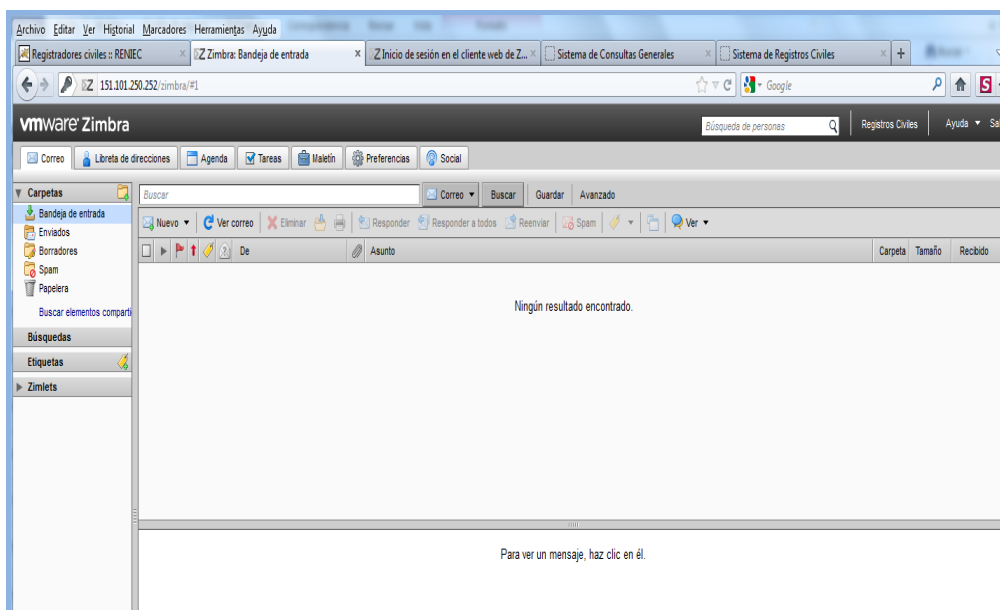 Archivo Editar Ver Historial Marcadores Herramientas Ayuda
Registradores civiles :: RENIEC × Zimbra: Bandeja de entrada × Z Inicio de sesión en el cliente web de Z... × Sistema de Consultas Generales × Sistema de Registros Civiles × +
Z 151.101.250.252/zimbra/#1 Google S
vmware Zimbra Búsqueda de personas Registros Civiles Ayuda
Correo Libreta de direcciones Agenda Tareas Maletín Preferencias Social
Carpetas Buscar Correo Buscar Guardar Avanzado
Bandeja de entrada
Nuevo Ver correo Eliminar Responder Responder a todos Reenviar Spam Ver
Enviados
Borradores De Asunto Carpeta Tamaño Recibido
Spam
Papelera
Ningún resultado encontrado.
Buscar elementos comparti
Búsquedas
Etiquetas
Zimlets
Para ver un mensaje, haz clic en él.